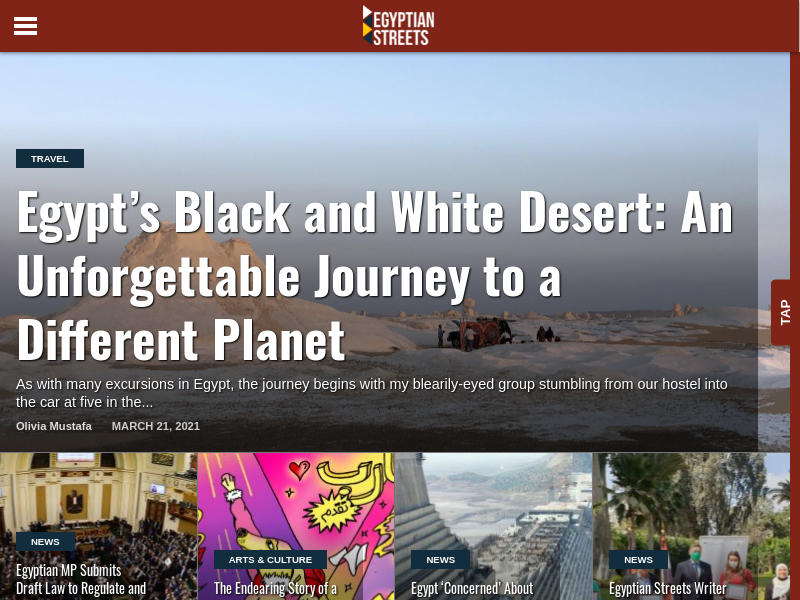 EGYPTIAN
STREETS
TRAVEL
Egypt’s Black and White Desert: An
Unforgettable Journey to a
Different Planet
As with many excursions in Egypt, the journey begins with my blearily-eyed group stumbling from our hostel into
the car at five in the...
Olivia Mustafa MARCH 21, 2021
TAP
NEWS
Egyptian MP Submits
Draft Law to Regulate and
ARTS & CULTURE
The Endearing Story of a
NEWS
Egypt ‘Concerned’ About
NEWS
Egyptian Streets Writer